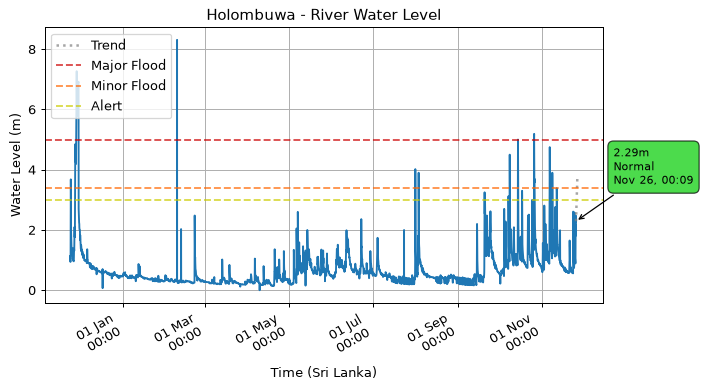 Holombuwa - River Water Level
Trend
Major Flood
Minor Flood
Alert
8
6
4
2
0
Water Level (m)
2.29m
Normal
Nov 26, 00:09
01 Jan
00:00
01 Mar
00:00
01 May
00:00
01 Jul
00:00
01 Sep
00:00
01 Nov
00:00
Time (Sri Lanka)